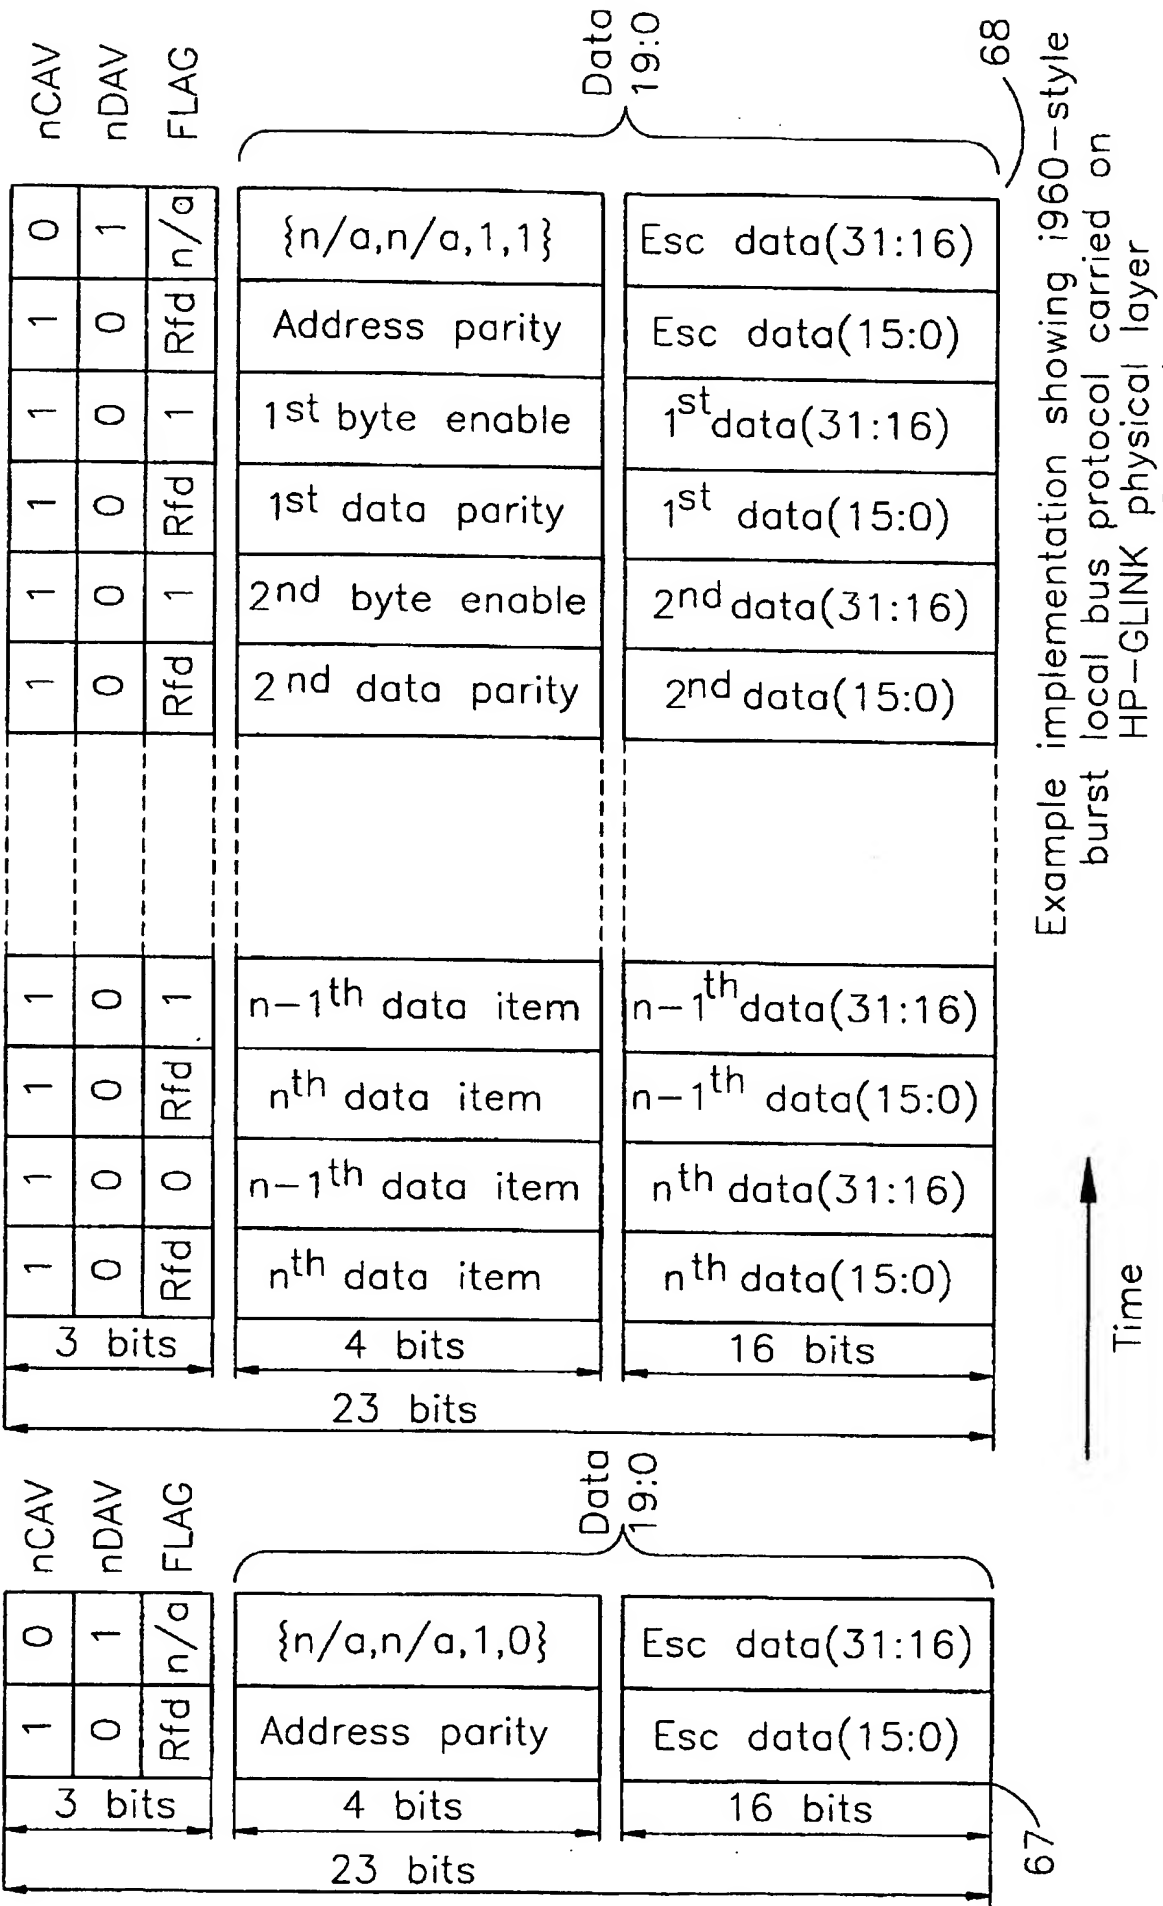 nCAV
nDAV
FLAG
0 1 n/a {n/a,n/a,1,1} Esc data(31:16)
1 0 Rfd Address parity Esc data(15:0)
1 0 1 1st byte enable 1st data(31:16)
1 0 Rfd 1st data parity 1st data(15:0)
1 0 1 2nd byte enable 2nd data(31:16)
1 0 Rfd 2nd data parity 2nd data(15:0)
1 0 1 n-1th data item n-1th data(31:16)
1 0 Rfd nth data item n-1th data(15:0)
1 0 0 n-1th data item nth data(31:16)
1 0 Rfd nth data item nth data(15:0)
3 bits 4 bits 16 bits
23 bits
Data
19:0
68
Example implementation showing i960-style
burst local bus protocal carried on
HP-GLINK physical layer
Time
nCAV
nDAV
FLAG
0 1 n/a {n/a,n/a,1,0} Esc data(31:16)
1 0 Rfd Address parity Esc data(15:0)
3 bits 4 bits 16 bits
23 bits
Data
19:0
67